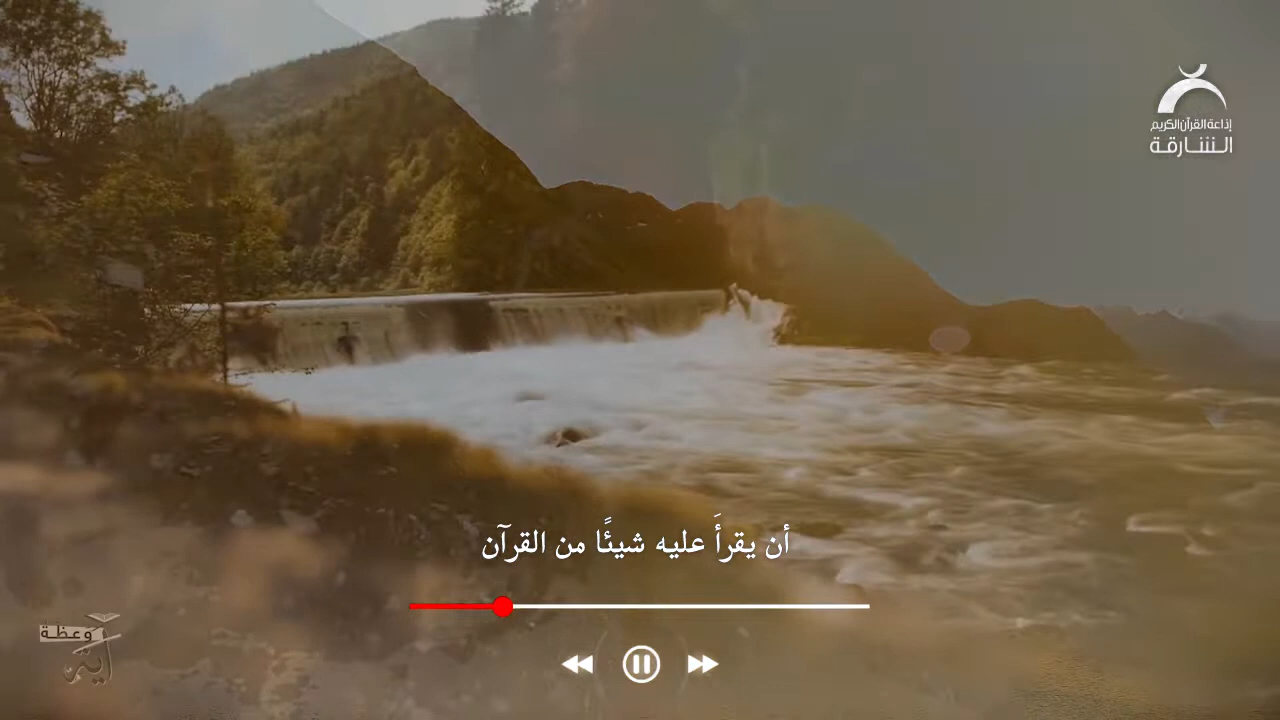 إذاعة القرآن الكريم
الشارقة
أن يقرأَ عليه شيئًا من القرآن
وعظة
آية